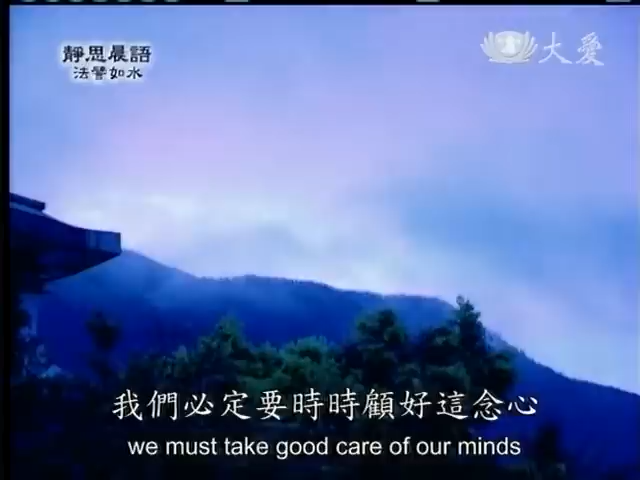 靜思晨語
法譬如水
大愛
我們必定要時時顧好這念心
we must take good care of our minds